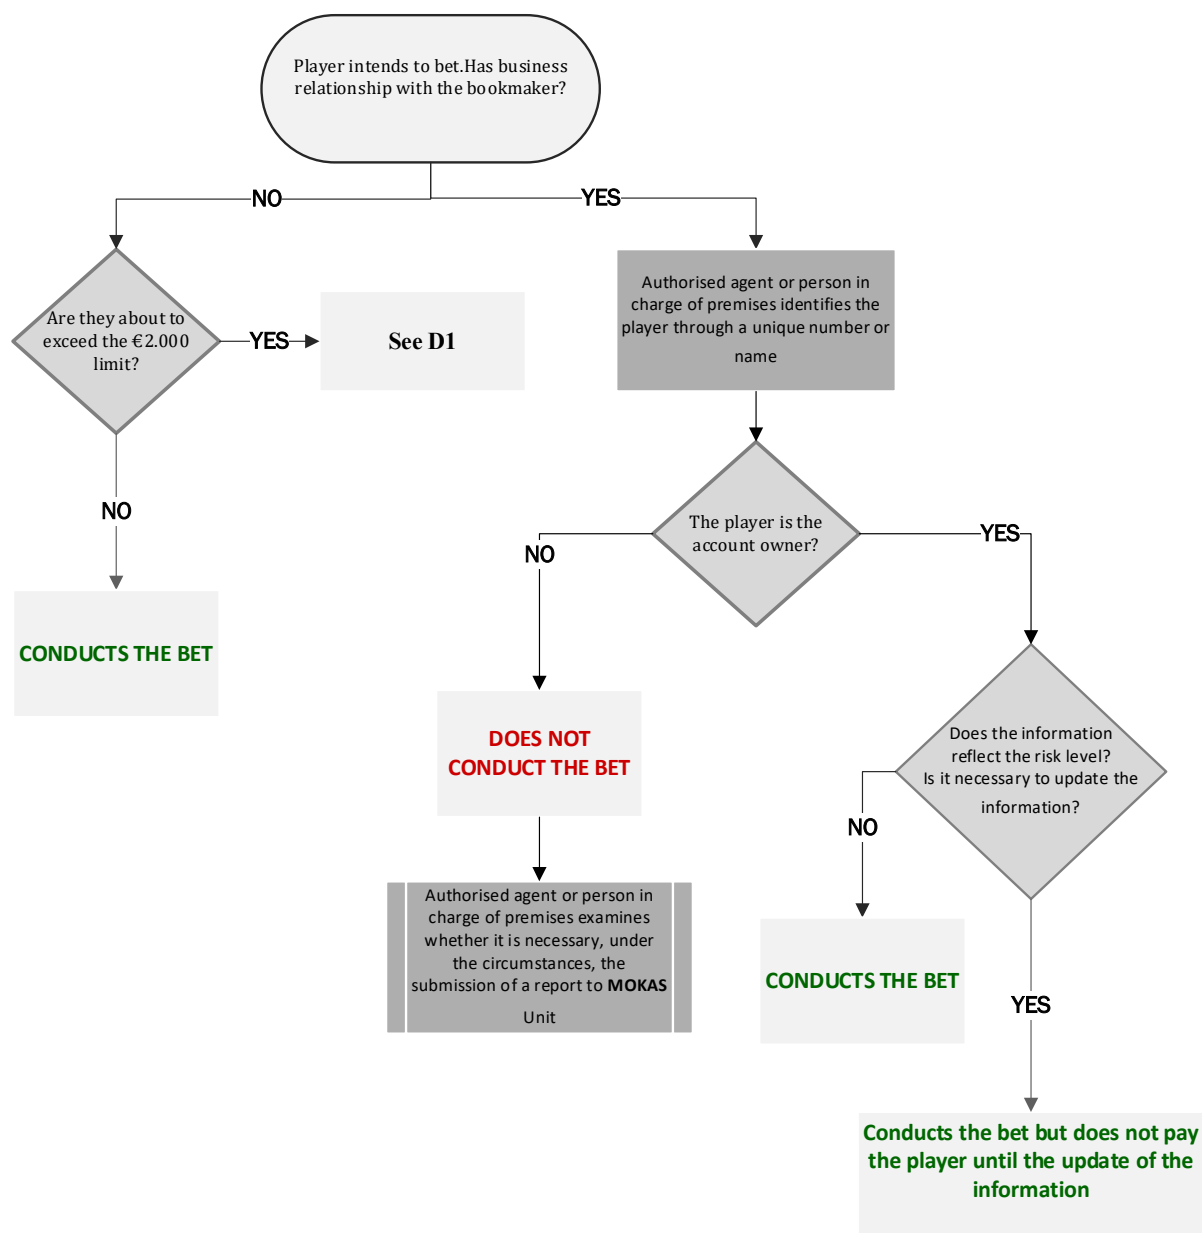 Player intends to bet.Has business
relationship with the bookmaker?
NO
YES
Are they about to
exceed the €2.000
limit?
YES
See D1
Authorised agent or person in
charge of premises identifies the
player through a unique number or
name
NO
CONDUCTS THE BET
The player is the
account owner?
NO
YES
DOES NOT
CONDUCT THE BET
Authorised agent or person in
charge of premises examines
whether it is necessary, under
the circumstances, the
submission of a report to MOKAS
Unit
Does the information
reflect the risk level?
Is it necessary to update the
information?
NO
CONDUCTS THE BET
YES
Conducts the bet but does not pay
the player until the update of the
information